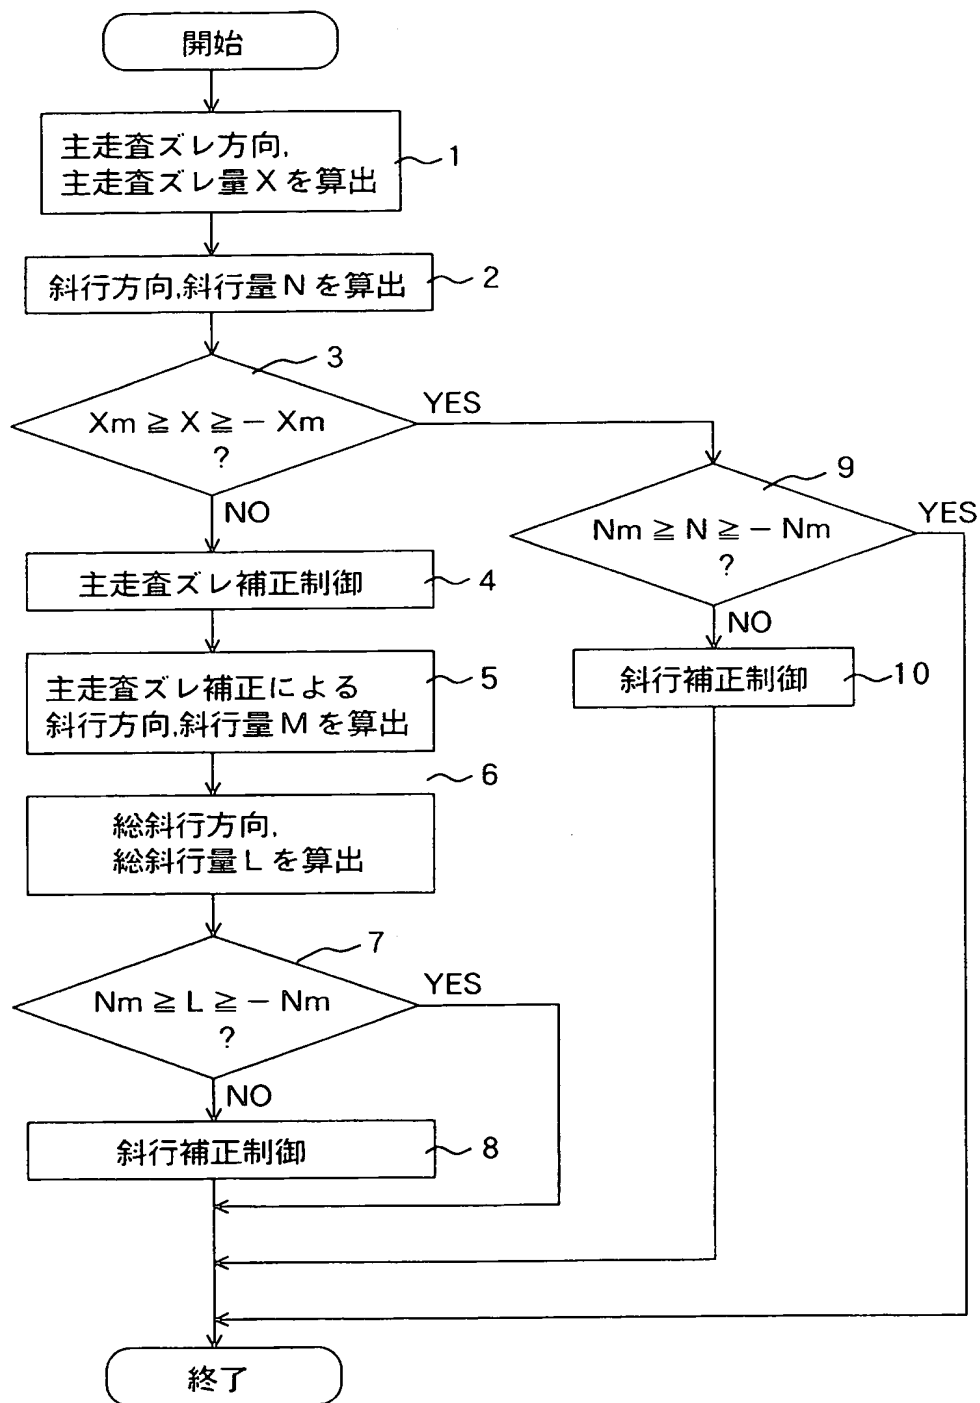 開始
主走査ズレ方向,
主走査ズレ量Xを算出
1
斜行方向,斜行量Nを算出
2
3
Xm ≧ X ≧ − Xm
?
YES
NO
主走査ズレ補正制御
4
主走査ズレ補正による
斜行方向,斜行量Mを算出
5
6
総斜行方向,
総斜行量Lを算出
7
Nm ≧ L ≧ − Nm
?
YES
NO
斜行補正制御
8
9
Nm ≧ N ≧ − Nm
?
YES
NO
斜行補正制御
10
終了